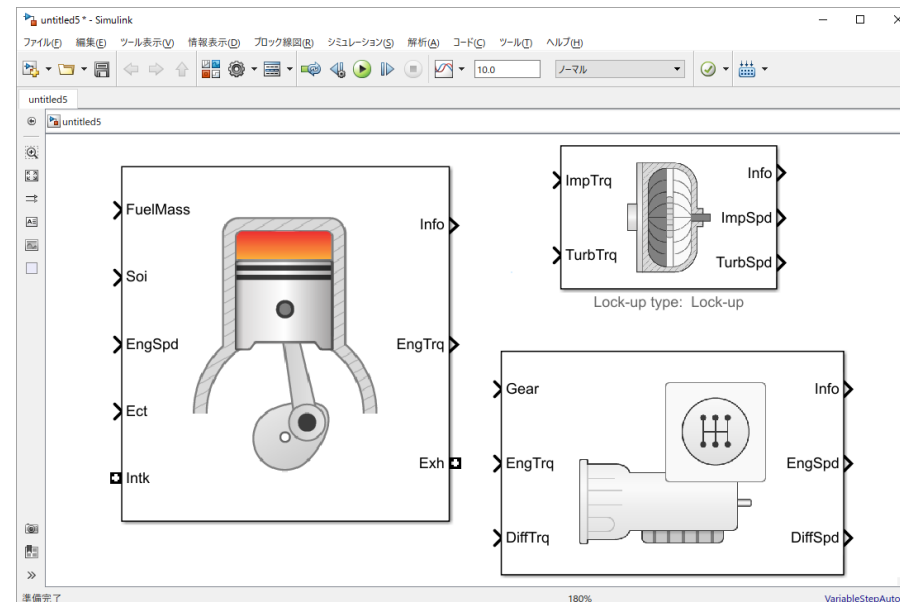 untitled5 * - Simulink
ファイル(F) 編集(E) ツール表示(V) 情報表示(D) ブロック線図(R) シミュレーション(S) 解析(A) コード(C) ツール(T) ヘルプ(H)
10.0 ノーマル
untitled5
untitled5
FuelMass
Soi
EngSpd
Ect
Intk
Info
EngTrq
Exh
ImpTrq
TurbTrq
Info
ImpSpd
TurbSpd
Lock-up type: Lock-up
Gear
EngTrq
DiffTrq
Info
EngSpd
DiffSpd
準備完了 180% VariableStepAuto